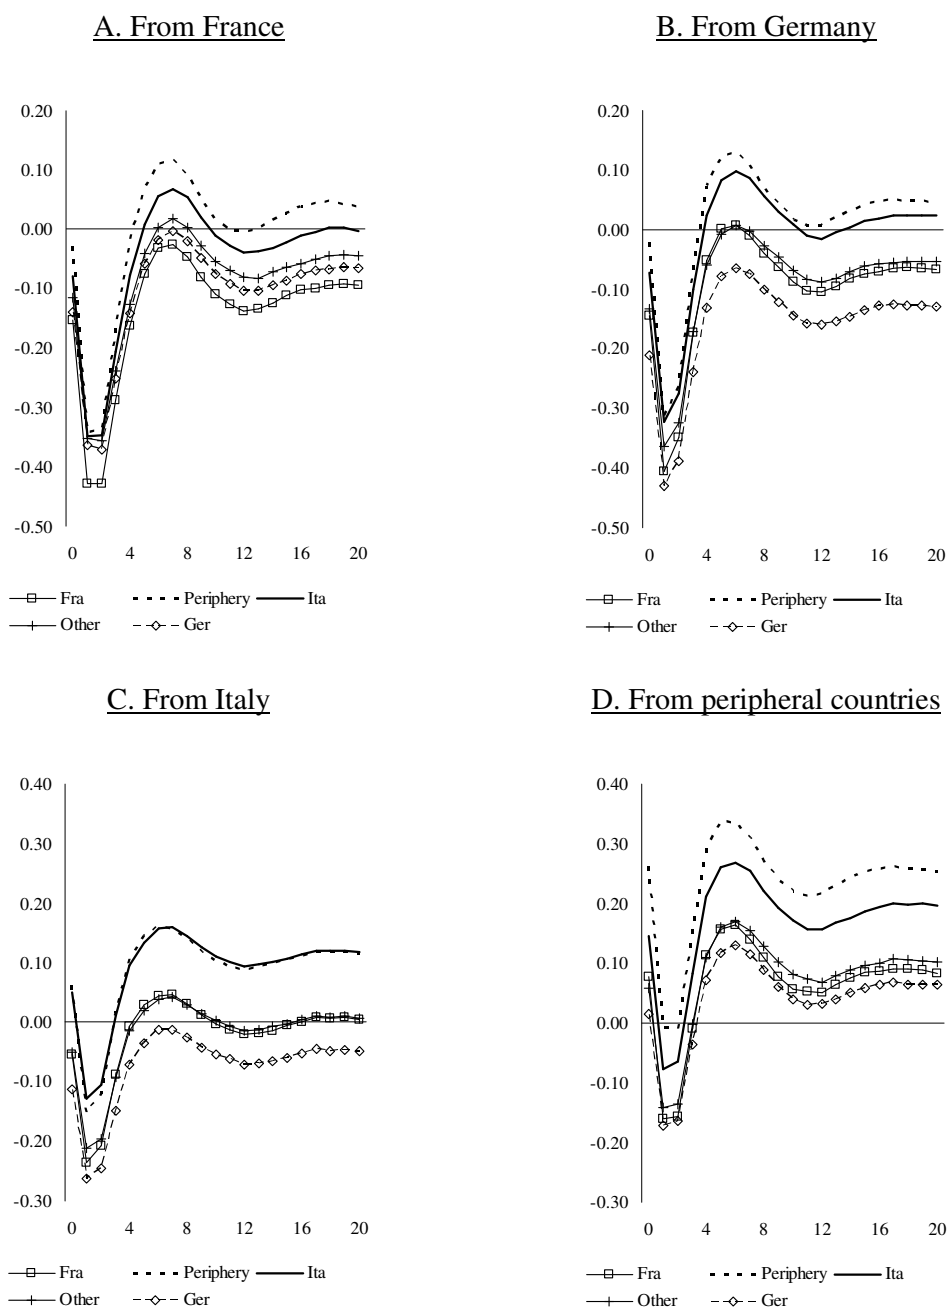 A. From France
0.20
0.10
0.00
-0.10
-0.20
-0.30
-0.40
-0.50
0 4 8 12 16 20
Fra Periphery Ita
Other Ger
B. From Germany
0.20
0.10
0.00
-0.10
-0.20
-0.30
-0.40
-0.50
0 4 8 12 16 20
Fra Periphery Ita
Other Ger
C. From Italy
0.40
0.30
0.20
0.10
0.00
-0.10
-0.20
-0.30
0 4 8 12 16 20
Fra Periphery Ita
Other Ger
D. From peripheral countries
0.40
0.30
0.20
0.10
0.00
-0.10
-0.20
-0.30
0 4 8 12 16 20
Fra Periphery Ita
Other Ger